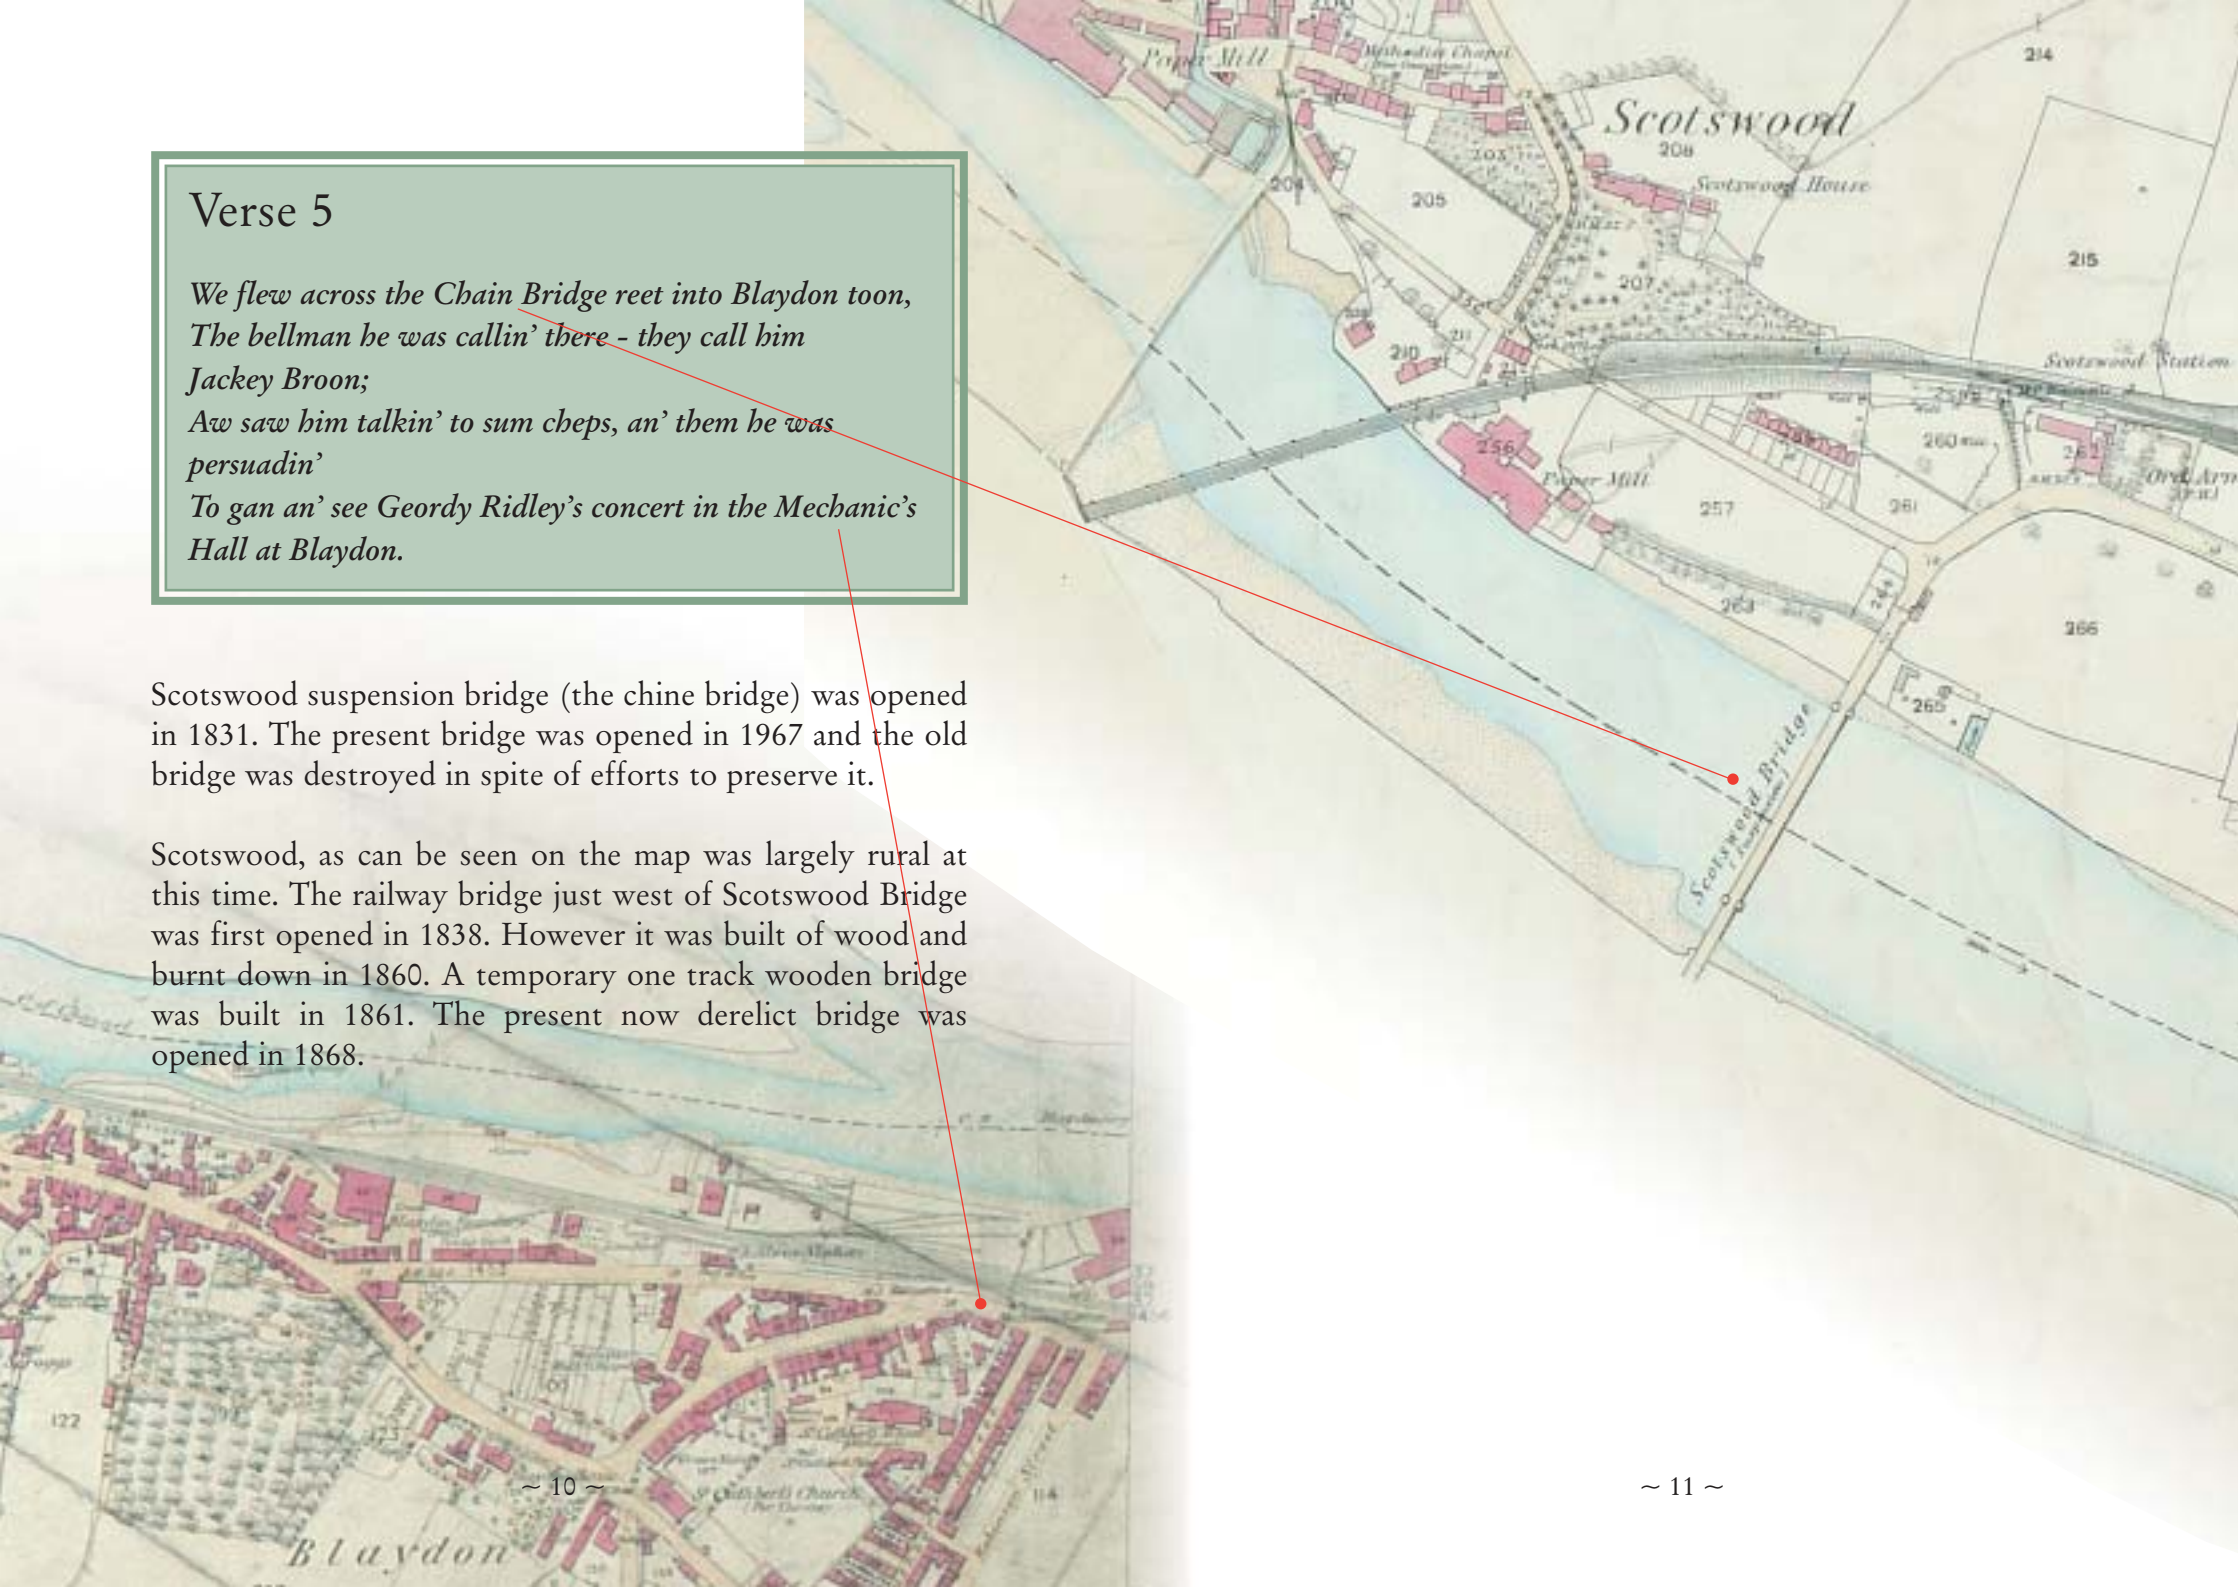 Verse 5
We flew across the Chain Bridge reet into Blaydon toon,
The bellman he was callin’ there - they call him
Jackey Broon;
Aw saw him talkin’ to sum cheps, an’ them he was
persuadin’
To gan an’ see Geordy Ridley’s concert in the Mechanic’s
Hall at Blaydon.
Scotswood suspension bridge (the chine bridge) was opened
in 1831. The present bridge was opened in 1967 and the old
bridge was destroyed in spite of efforts to preserve it.
Scotswood, as can be seen on the map was largely rural at
this time. The railway bridge just west of Scotswood Bridge
was first opened in 1838. However it was built of wood and
burnt down in 1860. A temporary one track wooden bridge
was built in 1861. The present now derelict bridge was
opened in 1868.
122
114
St Cuthbert's Church
Blaydon
~ 10 ~
Paper Mill
Methodist Chapel
Scotswood
208
Scotswood House
214
215
204
205
207
210
211
Scotswood Station
256
Paper Mill
257
260
261
262
263
264
265
266
Scotswood Bridge
~ 11 ~